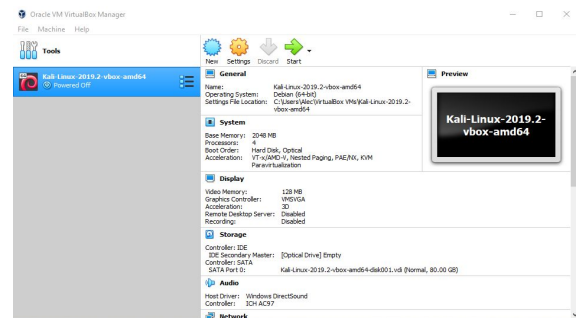 Oracle VM VirtualBox Manager
File Machine Help
Tools
New Settings Discard Start
Kali-Linux-2019.2-vbox-amd64
Powered Off
General
Name: Kali-Linux-2019.2-vbox-amd64
Operating System: Debian (64-bit)
Settings File Location: C:\Users\Alec\VirtualBox VMs\Kali-Linux-2019.2-
vbox-amd64
Preview
Kali-Linux-2019.2-
vbox-amd64
System
Base Memory: 2048 MB
Processors: 4
Boot Order: Hard Disk, Optical
Acceleration: VT-x/AMD-V, Nested Paging, PAE/NX, KVM
Paravirtualization
Display
Video Memory: 128 MB
Graphics Controller: VMSVGA
Acceleration: 3D
Remote Desktop Server: Disabled
Recording: Disabled
Storage
Controller: IDE
IDE Secondary Master: [Optical Drive] Empty
Controller: SATA
SATA Port 0: Kali-Linux-2019.2-vbox-amd64-disk001.vdi (Normal, 80.00 GB)
Audio
Host Driver: Windows DirectSound
Controller: ICH AC97
Network